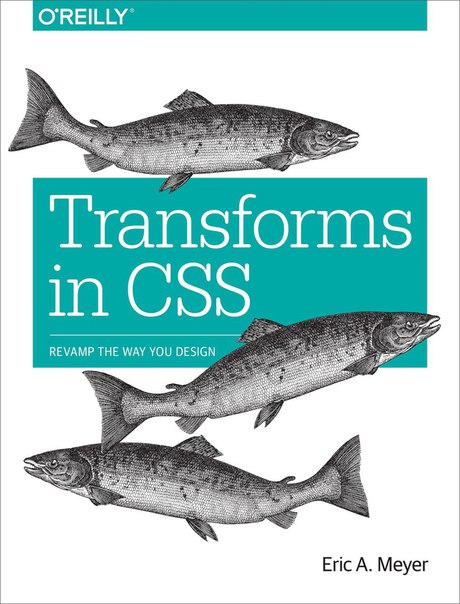 O'REILLY®
Transforms
in CSS
REVAMP THE WAY YOU DESIGN
Eric A. Meyer